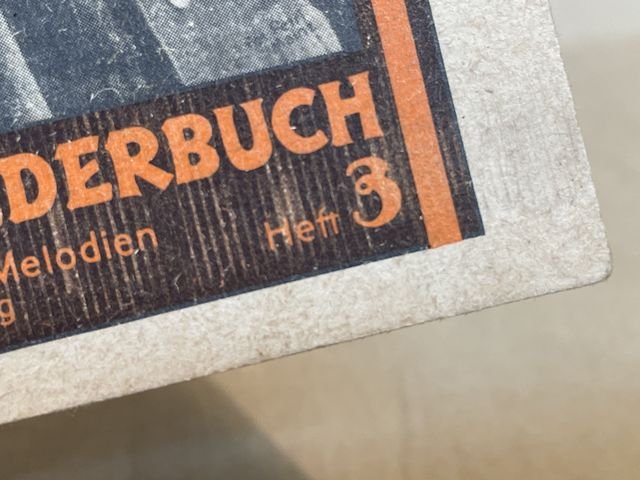 DERBUCH
Melodien Heft 3
g